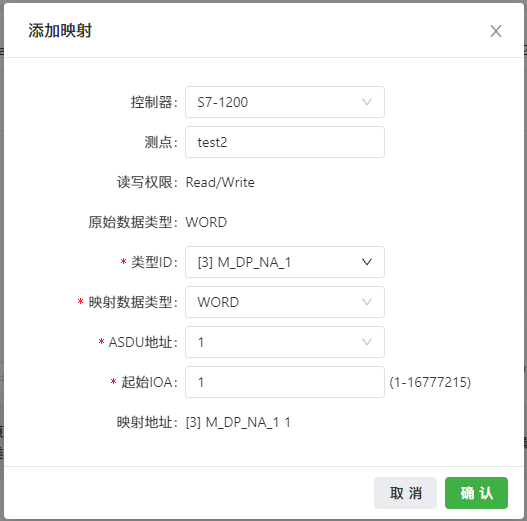 添加映射
控制器: S7-1200
测点: test2
读写权限: Read/Write
原始数据类型: WORD
* 类型ID: [3] M_DP_NA_1
* 映射数据类型: WORD
* ASDU地址: 1
* 起始IOA: 1 (1-16777215)
映射地址: [3] M_DP_NA_1 1
取 消 确 认